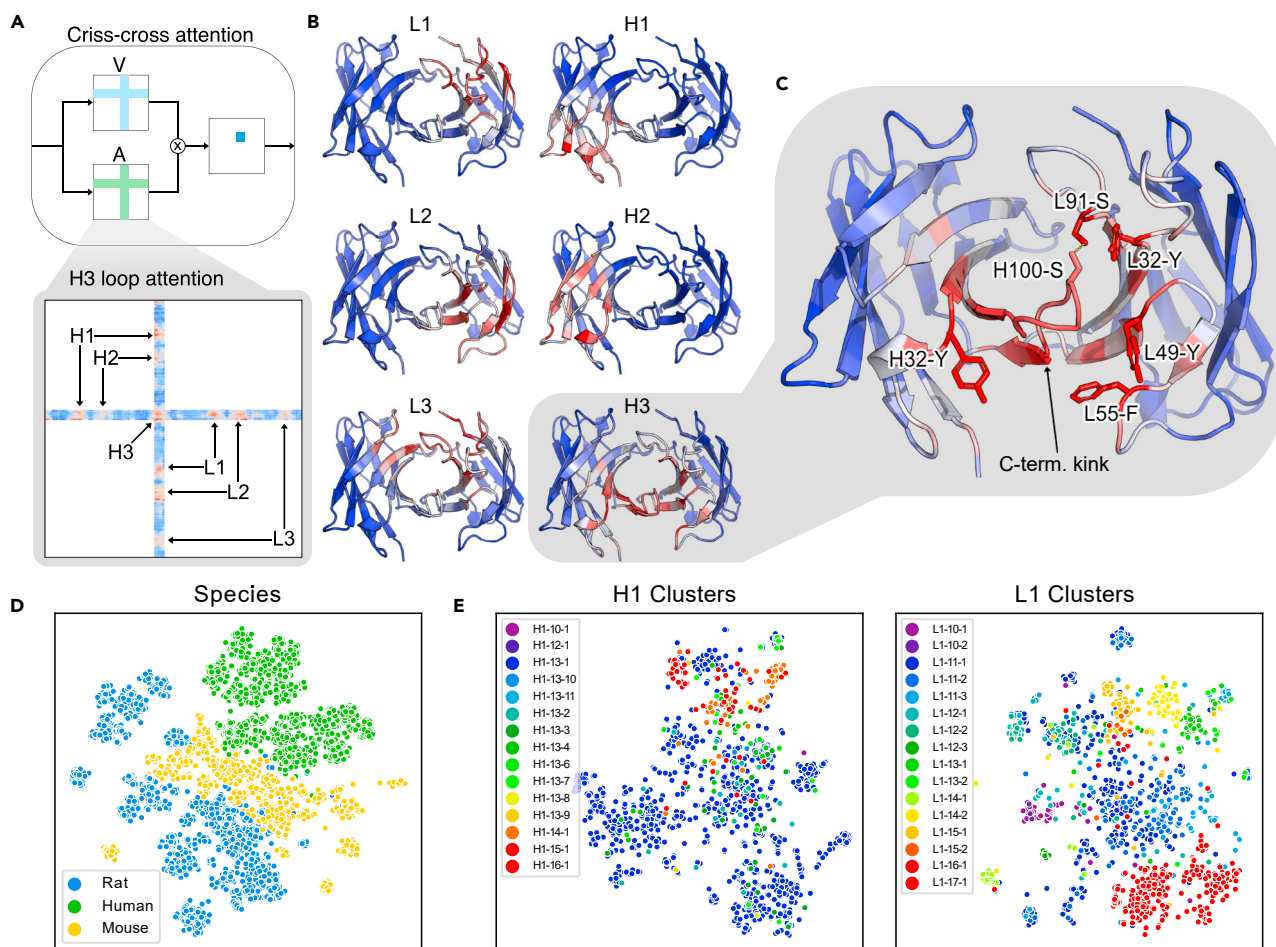 A
Criss-cross attention
V
A
x
H3 loop attention
H1
H2
H3
L1
L2
L3
B
L1
H1
L2
H2
L3
H3
C
L91-S
L32-Y
H100-S
H32-Y
L49-Y
L55-F
C-term. kink
D
Species
Rat
Human
Mouse
E
H1 Clusters
H1-10-1
H1-12-1
H1-13-1
H1-13-10
H1-13-11
H1-13-2
H1-13-3
H1-13-4
H1-13-6
H1-13-7
H1-13-8
H1-13-9
H1-14-1
H1-15-1
H1-16-1
L1 Clusters
L1-10-1
L1-10-2
L1-11-1
L1-11-2
L1-11-3
L1-12-1
L1-12-2
L1-12-3
L1-13-1
L1-13-2
L1-14-1
L1-14-2
L1-15-1
L1-15-2
L1-16-1
L1-17-1